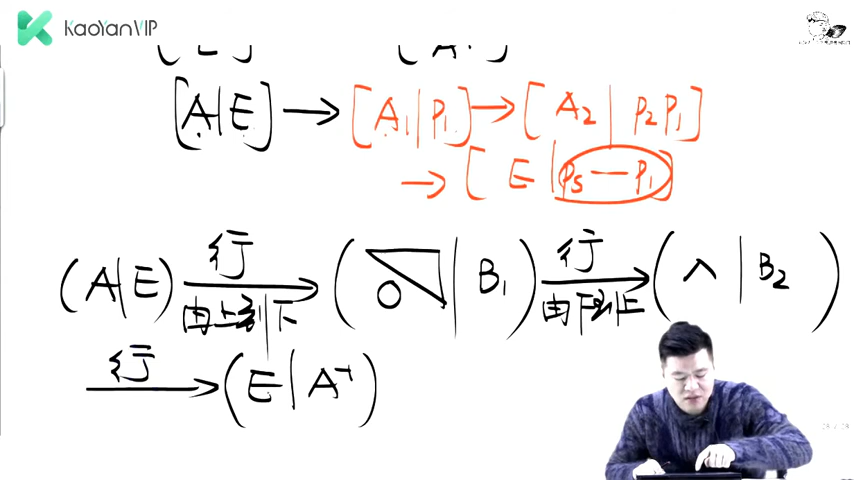 KaoYanVIP
[A|E] → [A₁|P₁] → [A₂|P₂P₁]
→ [E|P₅—P₁]
(A|E) 行 由上到下 → (0|B₁) 行 由下到上 → (Λ|B₂)
行 → (E|A⁻¹)